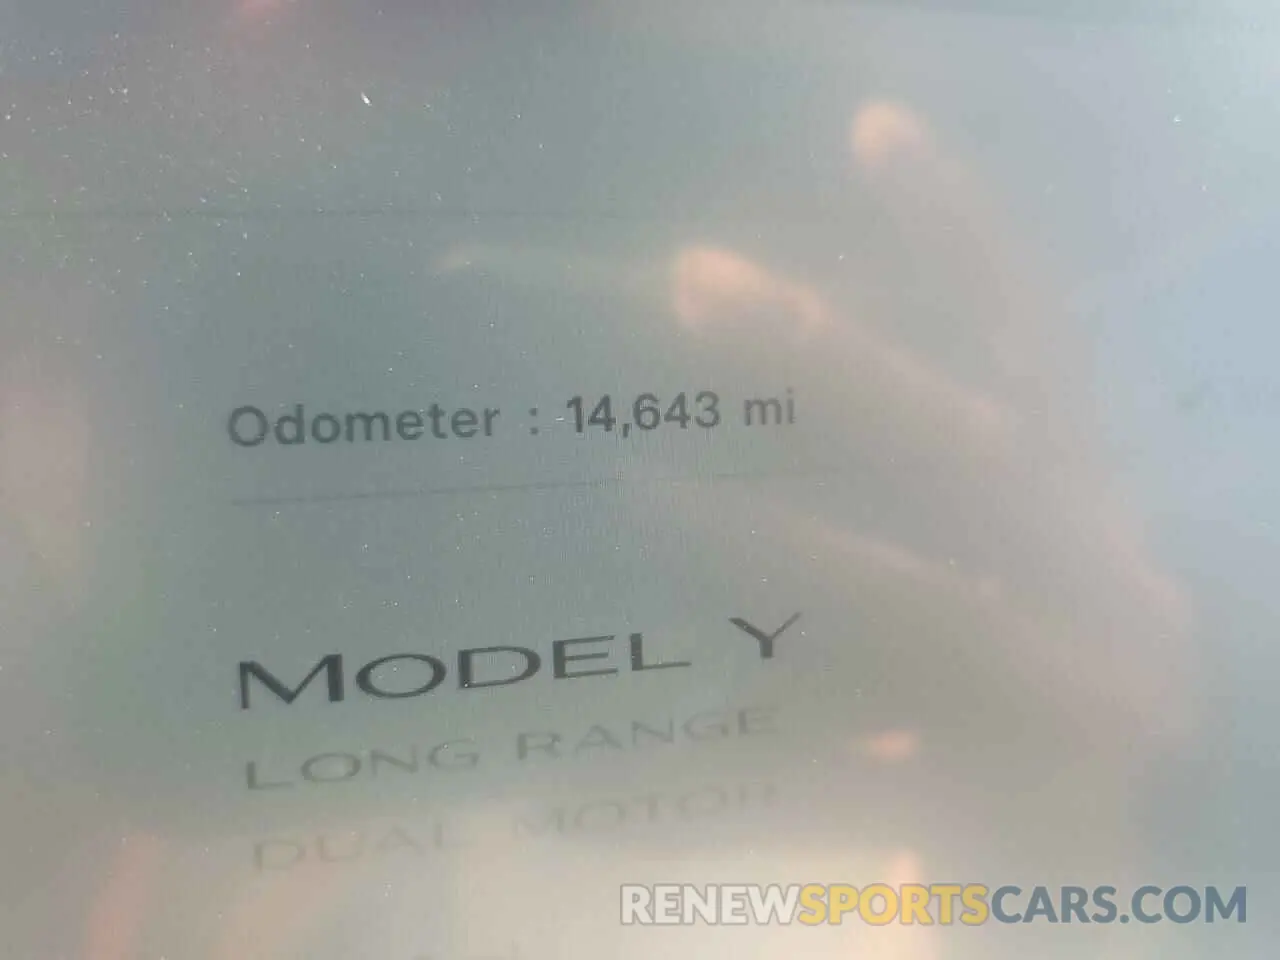 Odometer : 14,643 mi
MODEL Y
LONG RANGE
DUAL MOTOR
RENEWSPORTSCARS.COM